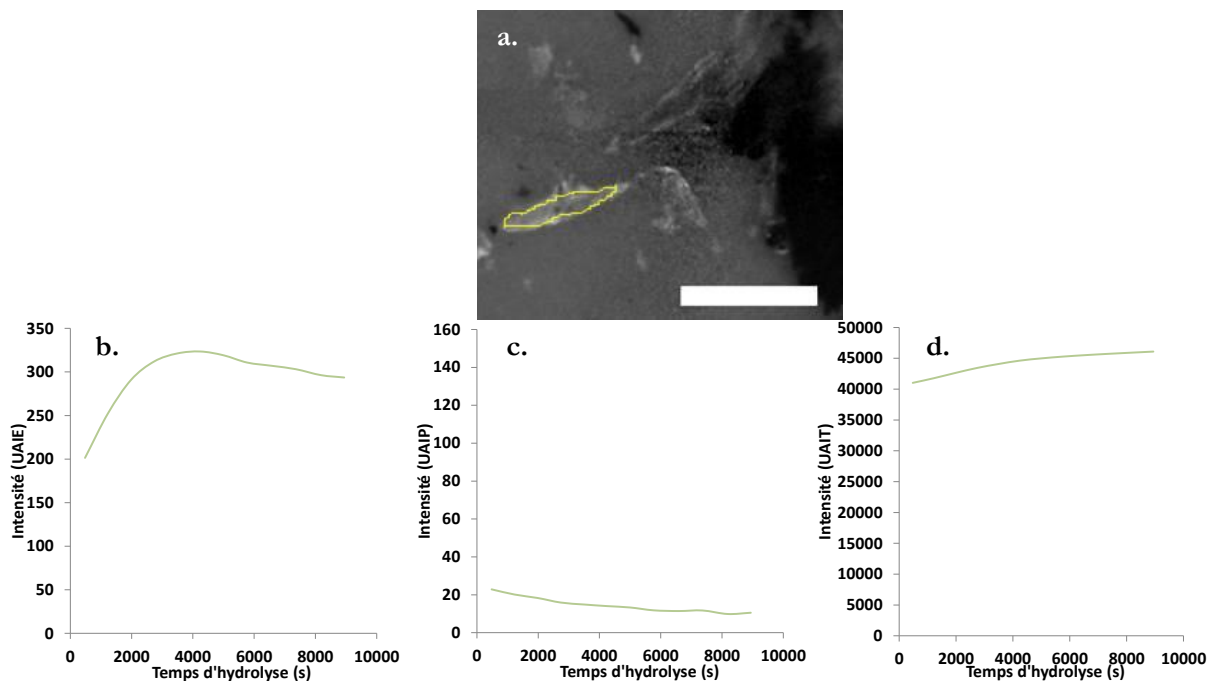 a.
b.
350
300
250
200
150
100
50
0
Intensité (UAIE)
0 2000 4000 6000 8000 10000
Temps d'hydrolyse (s)
c.
160
140
120
100
80
60
40
20
0
Intensité (UAIP)
0 2000 4000 6000 8000 10000
Temps d'hydrolyse (s)
d.
50000
45000
40000
35000
30000
25000
20000
15000
10000
5000
0
Intensité (UAIT)
0 2000 4000 6000 8000 10000
Temps d'hydrolyse (s)